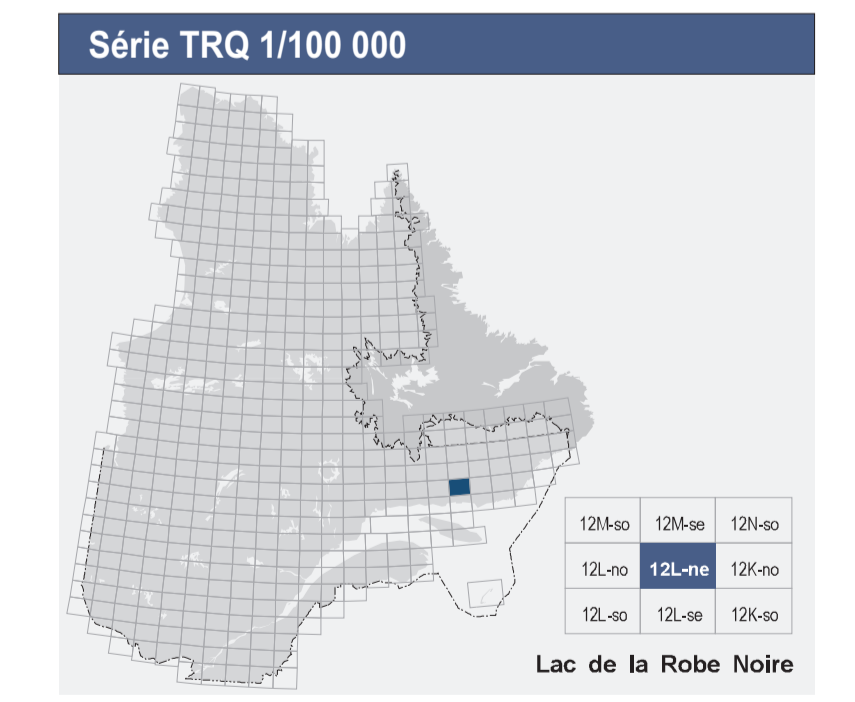 Série TRQ 1/100 000
12M-so 12M-se 12N-so
12L-no 12L-ne 12K-no
12L-so 12L-se 12K-so
Lac de la Robe Noire